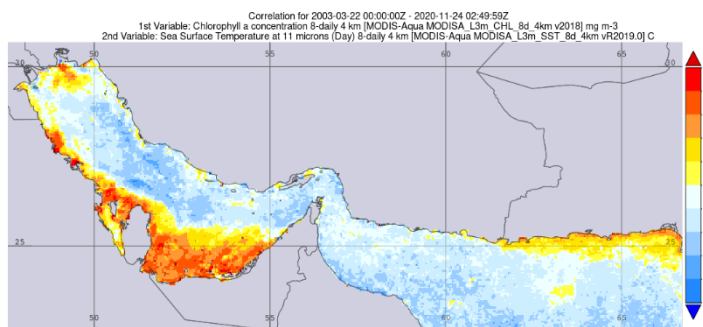 Correlation for 2003-03-22 00:00:00Z - 2020-11-24 02:49:59Z
1st Variable: Chlorophyll a concentration 8-daily 4 km [MODIS-Aqua MODISA_L3m_CHL_8d_4km v2018] mg m-3
2nd Variable: Sea Surface Temperature at 11 microns (Day) 8-daily 4 km [MODIS-Aqua MODISA_L3m_SST_8d_4km vR2019.0] C
50 55 60 65
30 30
25 25
50 55 60 65